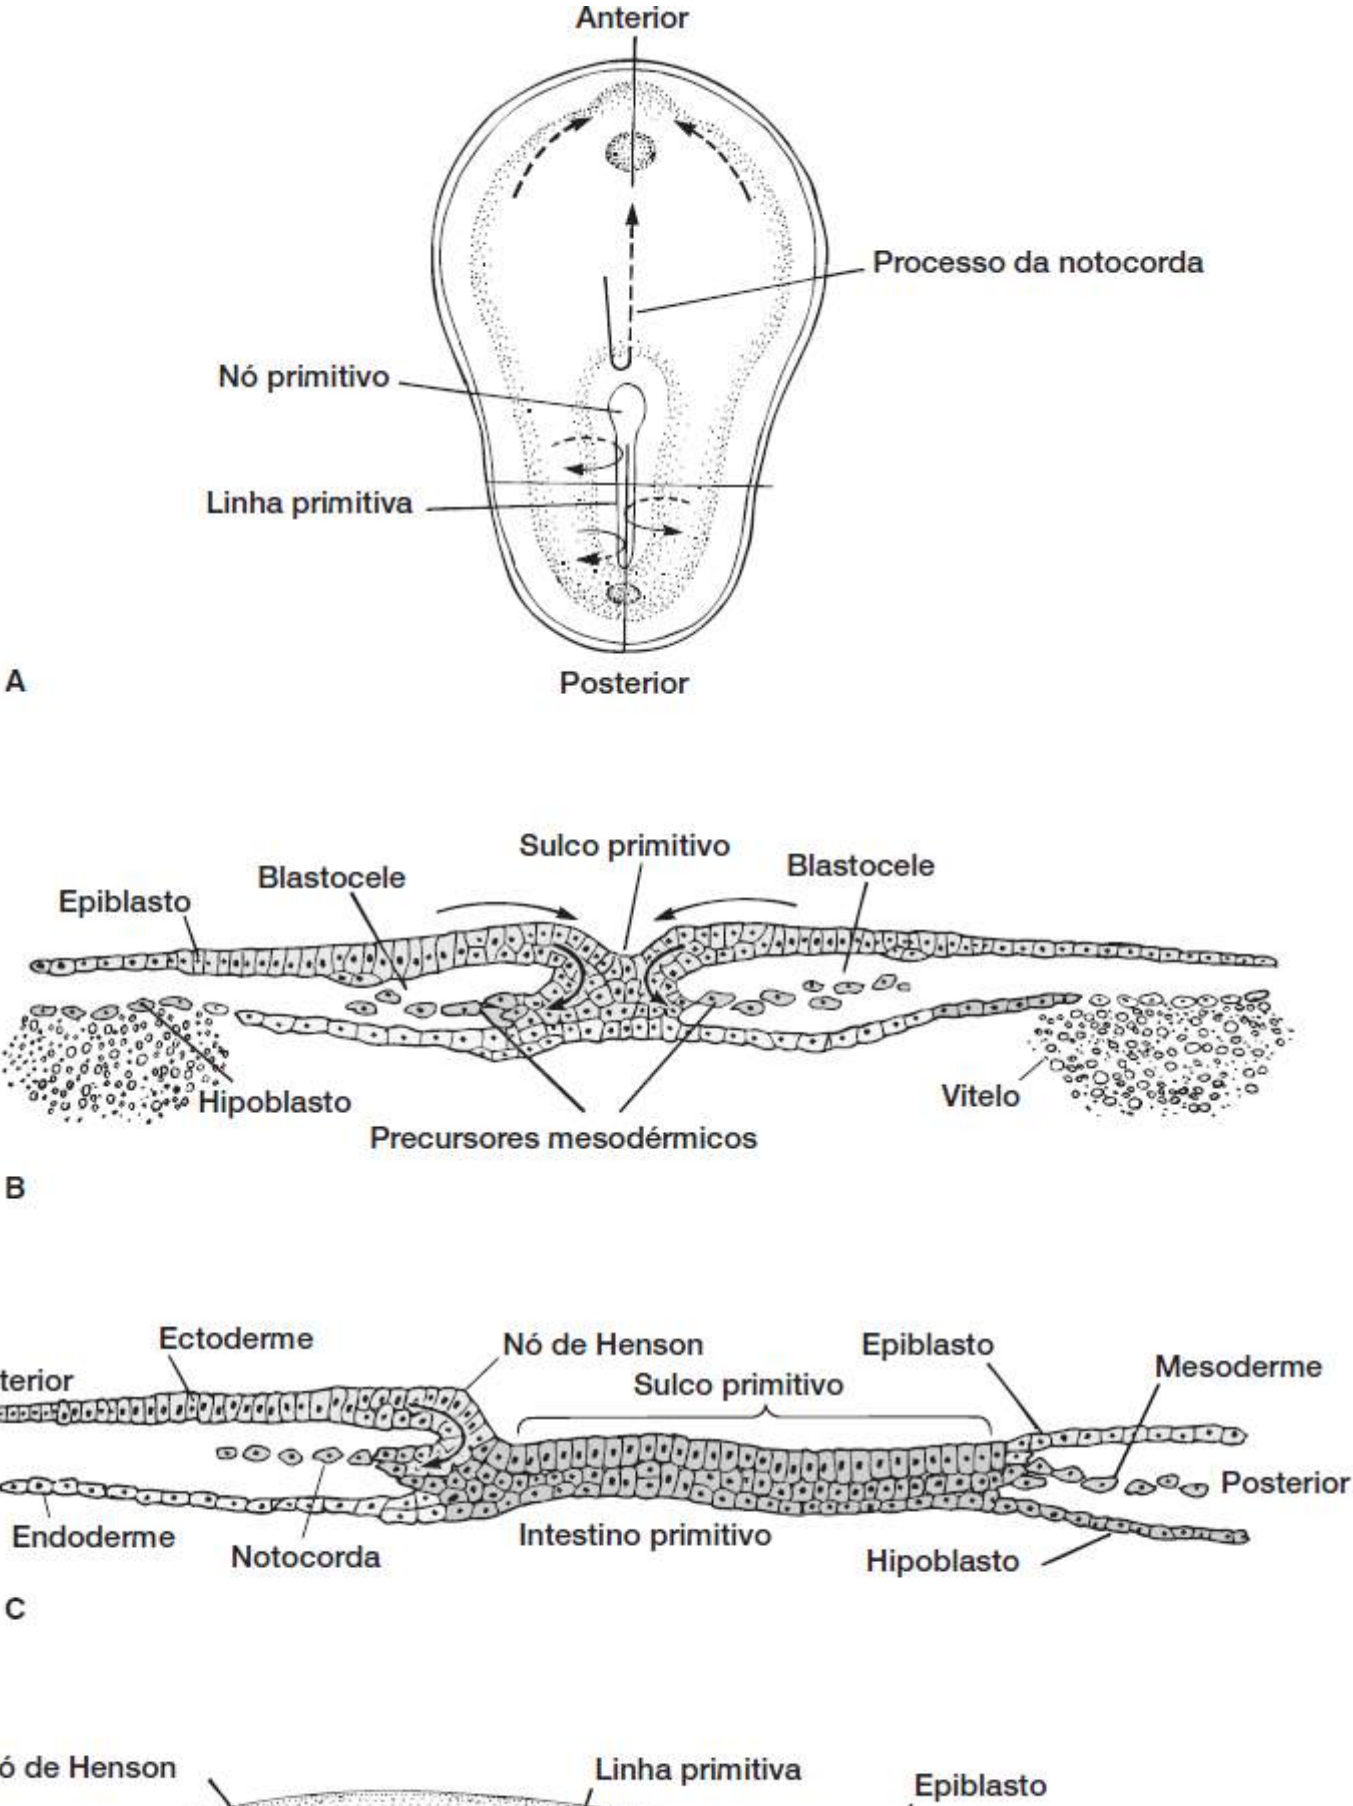 Anterior
Processo da notocorda
Nó primitivo
Linha primitiva
A
Posterior
Sulco primitivo
Blastocele
Blastocele
Epiblasto
Hipoblasto
Vitelo
Precursores mesodérmicos
B
Ectoderme
Nó de Henson
Epiblasto
Mesoderme
terior
Sulco primitivo
Posterior
Endoderme
Notocorda
Intestino primitivo
Hipoblasto
C
ó de Henson
Linha primitiva
Epiblasto